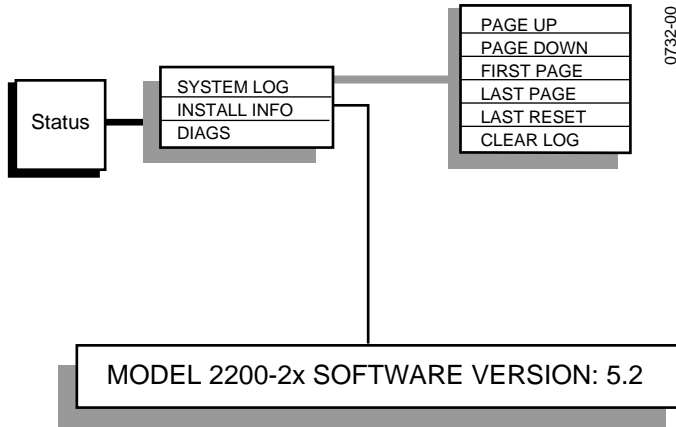 Status
SYSTEM LOG
INSTALL INFO
DIAGS
PAGE UP
PAGE DOWN
FIRST PAGE
LAST PAGE
LAST RESET
CLEAR LOG
0732-00
MODEL 2200-2x SOFTWARE VERSION: 5.2